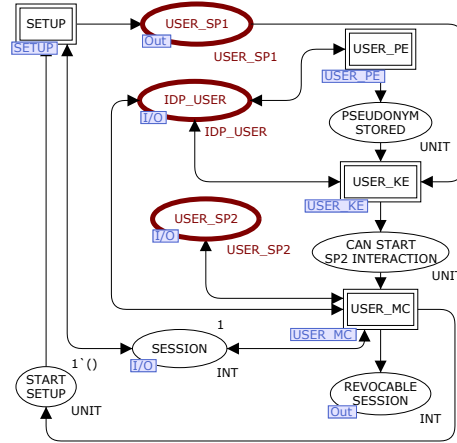 SETUP
SETUP
USER_SP1
Out
USER_SP1
USER_PE
USER_PE
IDP_USER
I/O
IDP_USER
PSEUDONYM
STORED
UNIT
USER_KE
USER_KE
USER_SP2
I/O
USER_SP2
CAN START
SP2 INTERACTION
UNIT
USER_MC
USER_MC
1
SESSION
I/O
INT
1`()
START
SETUP
UNIT
REVOCABLE
SESSION
Out
INT